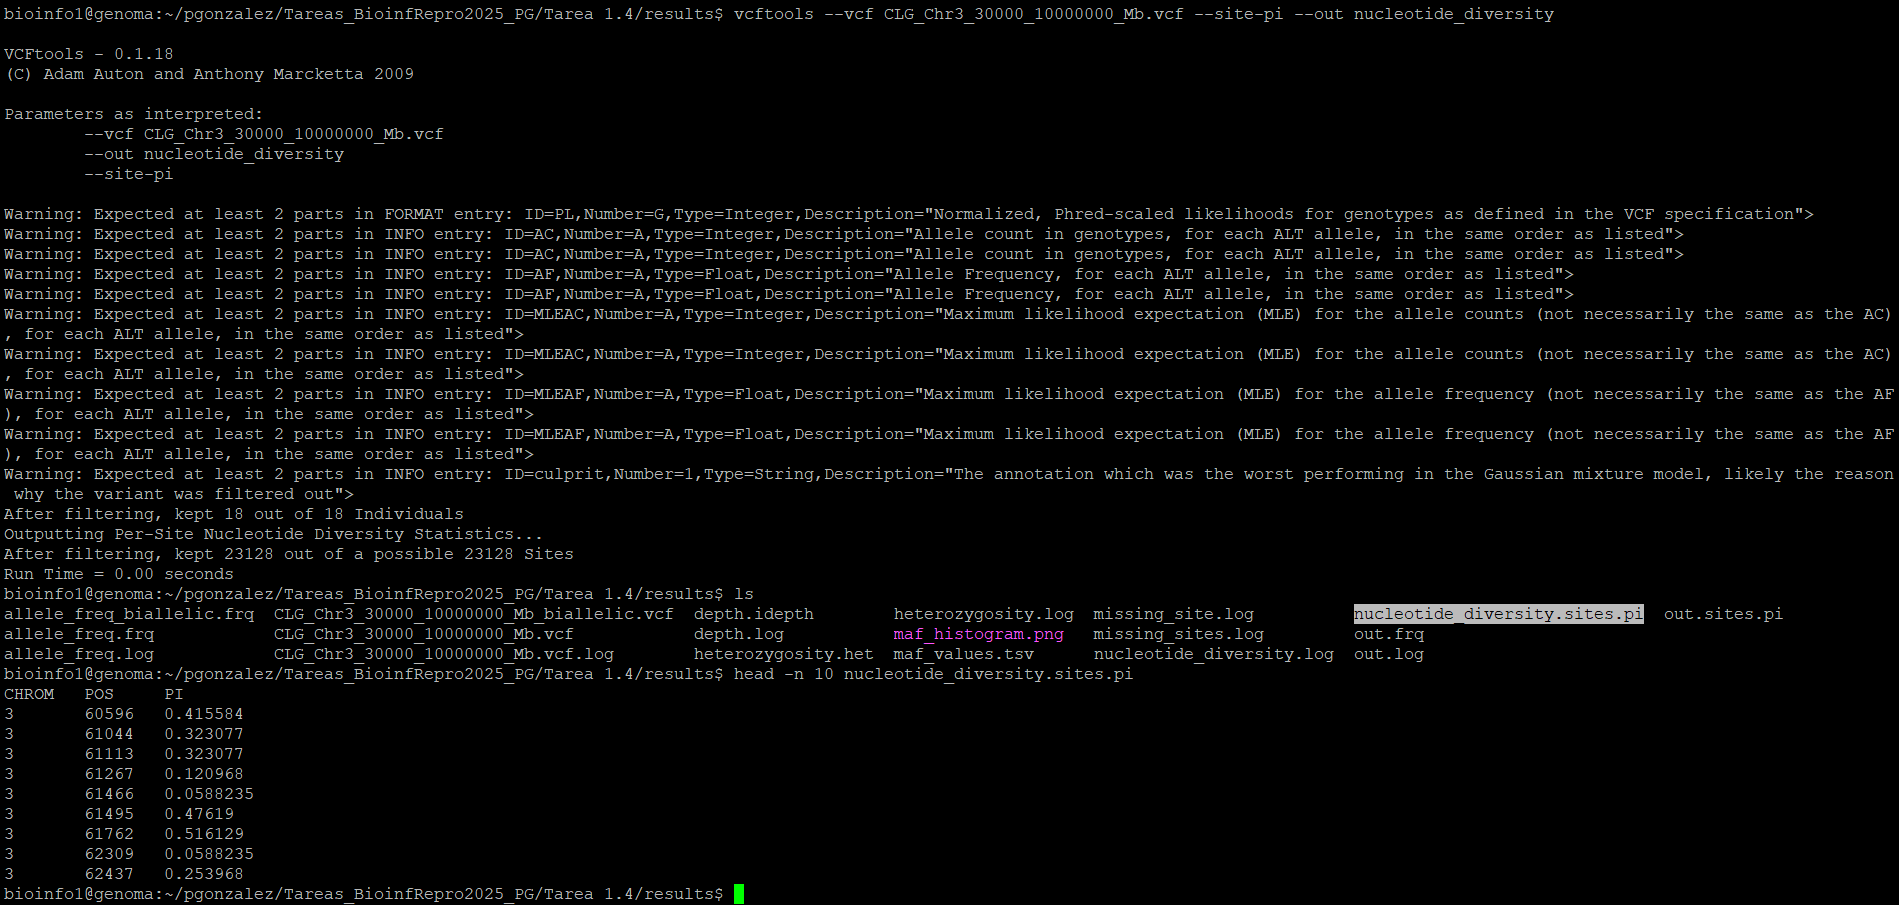 bioinfo1@genoma:~/pgonzalez/Tareas_BioinfRepro2025_PG/Tarea 1.4/results$ vcftools --vcf CLG_Chr3_30000_10000000_Mb.vcf --site-pi --out nucleotide_diversity
VCFtools - 0.1.18
(C) Adam Auton and Anthony Marcketta 2009
Parameters as interpreted:
--vcf CLG_Chr3_30000_10000000_Mb.vcf
--out nucleotide_diversity
--site-pi
Warning: Expected at least 2 parts in FORMAT entry: ID=PL,Number=G,Type=Integer,Description="Normalized, Phred-scaled likelihoods for genotypes as defined in the VCF specification">
Warning: Expected at least 2 parts in INFO entry: ID=AC,Number=A,Type=Integer,Description="Allele count in genotypes, for each ALT allele, in the same order as listed">
Warning: Expected at least 2 parts in INFO entry: ID=AC,Number=A,Type=Integer,Description="Allele count in genotypes, for each ALT allele, in the same order as listed">
Warning: Expected at least 2 parts in INFO entry: ID=AF,Number=A,Type=Float,Description="Allele Frequency, for each ALT allele, in the same order as listed">
Warning: Expected at least 2 parts in INFO entry: ID=AF,Number=A,Type=Float,Description="Allele Frequency, for each ALT allele, in the same order as listed">
Warning: Expected at least 2 parts in INFO entry: ID=MLEAC,Number=A,Type=Integer,Description="Maximum likelihood expectation (MLE) for the allele counts (not necessarily the same as the AC)
, for each ALT allele, in the same order as listed">
Warning: Expected at least 2 parts in INFO entry: ID=MLEAC,Number=A,Type=Integer,Description="Maximum likelihood expectation (MLE) for the allele counts (not necessarily the same as the AC)
, for each ALT allele, in the same order as listed">
Warning: Expected at least 2 parts in INFO entry: ID=MLEAF,Number=A,Type=Float,Description="Maximum likelihood expectation (MLE) for the allele frequency (not necessarily the same as the AF
), for each ALT allele, in the same order as listed">
Warning: Expected at least 2 parts in INFO entry: ID=MLEAF,Number=A,Type=Float,Description="Maximum likelihood expectation (MLE) for the allele frequency (not necessarily the same as the AF
), for each ALT allele, in the same order as listed">
Warning: Expected at least 2 parts in INFO entry: ID=culprit,Number=1,Type=String,Description="The annotation which was the worst performing in the Gaussian mixture model, likely the reason
why the variant was filtered out">
After filtering, kept 18 out of 18 Individuals
Outputting Per-Site Nucleotide Diversity Statistics...
After filtering, kept 23128 out of a possible 23128 Sites
Run Time = 0.00 seconds
bioinfo1@genoma:~/pgonzalez/Tareas_BioinfRepro2025_PG/Tarea 1.4/results$ ls
allele_freq_biallelic.frq CLG_Chr3_30000_10000000_Mb_biallelic.vcf depth.idepth heterozygosity.log missing_site.log nucleotide_diversity.sites.pi out.sites.pi
allele_freq.frq CLG_Chr3_30000_10000000_Mb.vcf depth.log maf_histogram.png missing_sites.log out.frq
allele_freq.log CLG_Chr3_30000_10000000_Mb.vcf.log heterozygosity.het maf_values.tsv nucleotide_diversity.log out.log
bioinfo1@genoma:~/pgonzalez/Tareas_BioinfRepro2025_PG/Tarea 1.4/results$ head -n 10 nucleotide_diversity.sites.pi
CHROM POS PI
3 60596 0.415584
3 61044 0.323077
3 61113 0.323077
3 61267 0.120968
3 61466 0.0588235
3 61495 0.47619
3 61762 0.516129
3 62309 0.0588235
3 62437 0.253968
bioinfo1@genoma:~/pgonzalez/Tareas_BioinfRepro2025_PG/Tarea 1.4/results$